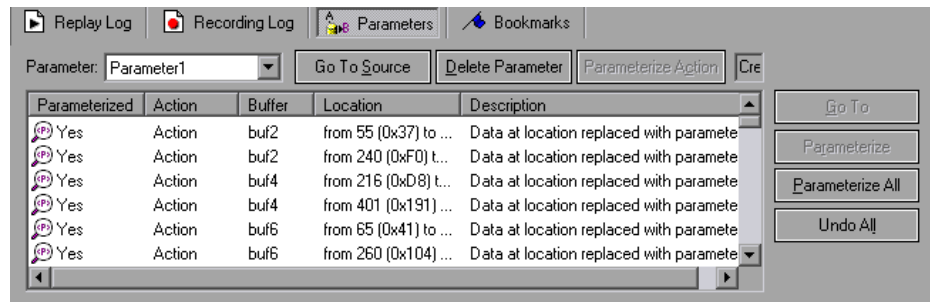 Replay Log Recording Log Parameters Bookmarks
Parameter: Parameter1 Go To Source Delete Parameter Parameterize Action Cre
Parameterized Action Buffer Location Description
Yes Action buf2 from 55 (0x37) to ... Data at location replaced with paramete
Yes Action buf2 from 240 (0xF0) t... Data at location replaced with paramete
Yes Action buf4 from 216 (0xD8) t... Data at location replaced with paramete
Yes Action buf4 from 401 (0x191) ... Data at location replaced with paramete
Yes Action buf6 from 65 (0x41) to ... Data at location replaced with paramete
Yes Action buf6 from 260 (0x104) ... Data at location replaced with paramete
Go To
Parameterize
Parameterize All
Undo All